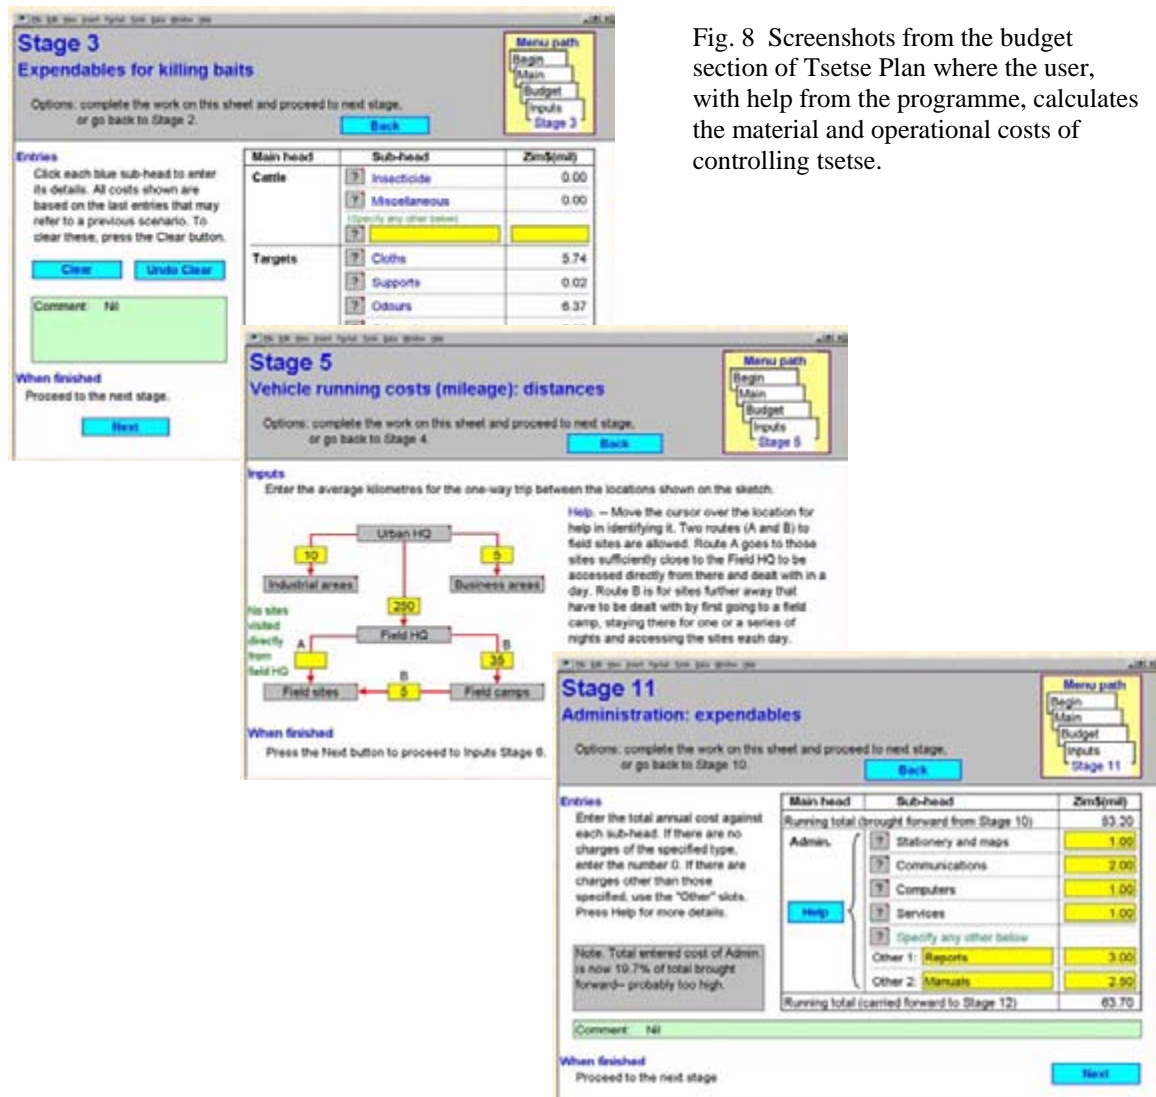 Fig. 8 Screenshots from the budget
section of Tsetse Plan where the user,
with help from the programme, calculates
the material and operational costs of
controlling tsetse.
Stage 3
Expendables for killing baits
Options: complete the work on this sheet and proceed to next stage,
or go back to Stage 2.
Back
Menu path
Begin
Main
Budget
Inputs
Stage 3
Entries
Click each blue sub-head to enter
its details. All costs shown are
based on the last entries that may
refer to a previous scenario. To
clear these, press the Clear button.
Clear Undo Clear
Comment: Nil
When finished
Proceed to the next stage.
Next
Main head Sub-head Zim$(mil)
Cattle ? Insecticide 0.00
? Miscellaneous 0.00
(Specify any other below)
?
Targets ? Cloths 5.74
? Supports 0.02
? Odours 6.37
Stage 5
Vehicle running costs (mileage): distances
Options: complete the work on this sheet and proceed to next stage,
or go back to Stage 4.
Back
Menu path
Begin
Main
Budget
Inputs
Stage 5
Inputs
Enter the average kilometres for the one-way trip between the locations shown on the sketch.
Urban HQ
10 5
Industrial areas Business areas
250
No sites
visited
directly
from
field HQ
A Field HQ B
35
B
Field sites 5 Field camps
Help. -- Move the cursor over the location for
help in identifying it. Two routes (A and B) to
field sites are allowed. Route A goes to those
sites sufficiently close to the Field HQ to be
accessed directly from there and dealt with in a
day. Route B is for sites further away that
have to be dealt with by first going to a field
camp, staying there for one or a series of
nights and accessing the sites each day.
When finished
Press the Next button to proceed to Inputs Stage 6.
Stage 11
Administration: expendables
Options: complete the work on this sheet and proceed to next stage,
or go back to Stage 10.
Back
Menu path
Begin
Main
Budget
Inputs
Stage 11
Entries
Enter the total annual cost against
each sub-head. If there are no
charges of the specified type,
enter the number 0. If there are
charges other than those
specified, use the "Other" slots.
Press Help for more details.
Note. Total entered cost of Admin.
is now 19.7% of total brought
forward-- probably too high.
Main head Sub-head Zim$(mil)
Running total (brought forward from Stage 10) 53.20
Admin. ? Stationery and maps 1.00
? Communications 2.00
? Computers 1.00
Help ? Services 1.00
? Specify any other below
Other 1: Reports 3.00
Other 2: Manuals 2.50
Running total (carried forward to Stage 12) 63.70
Comment: Nil
When finished
Proceed to the next stage
Next